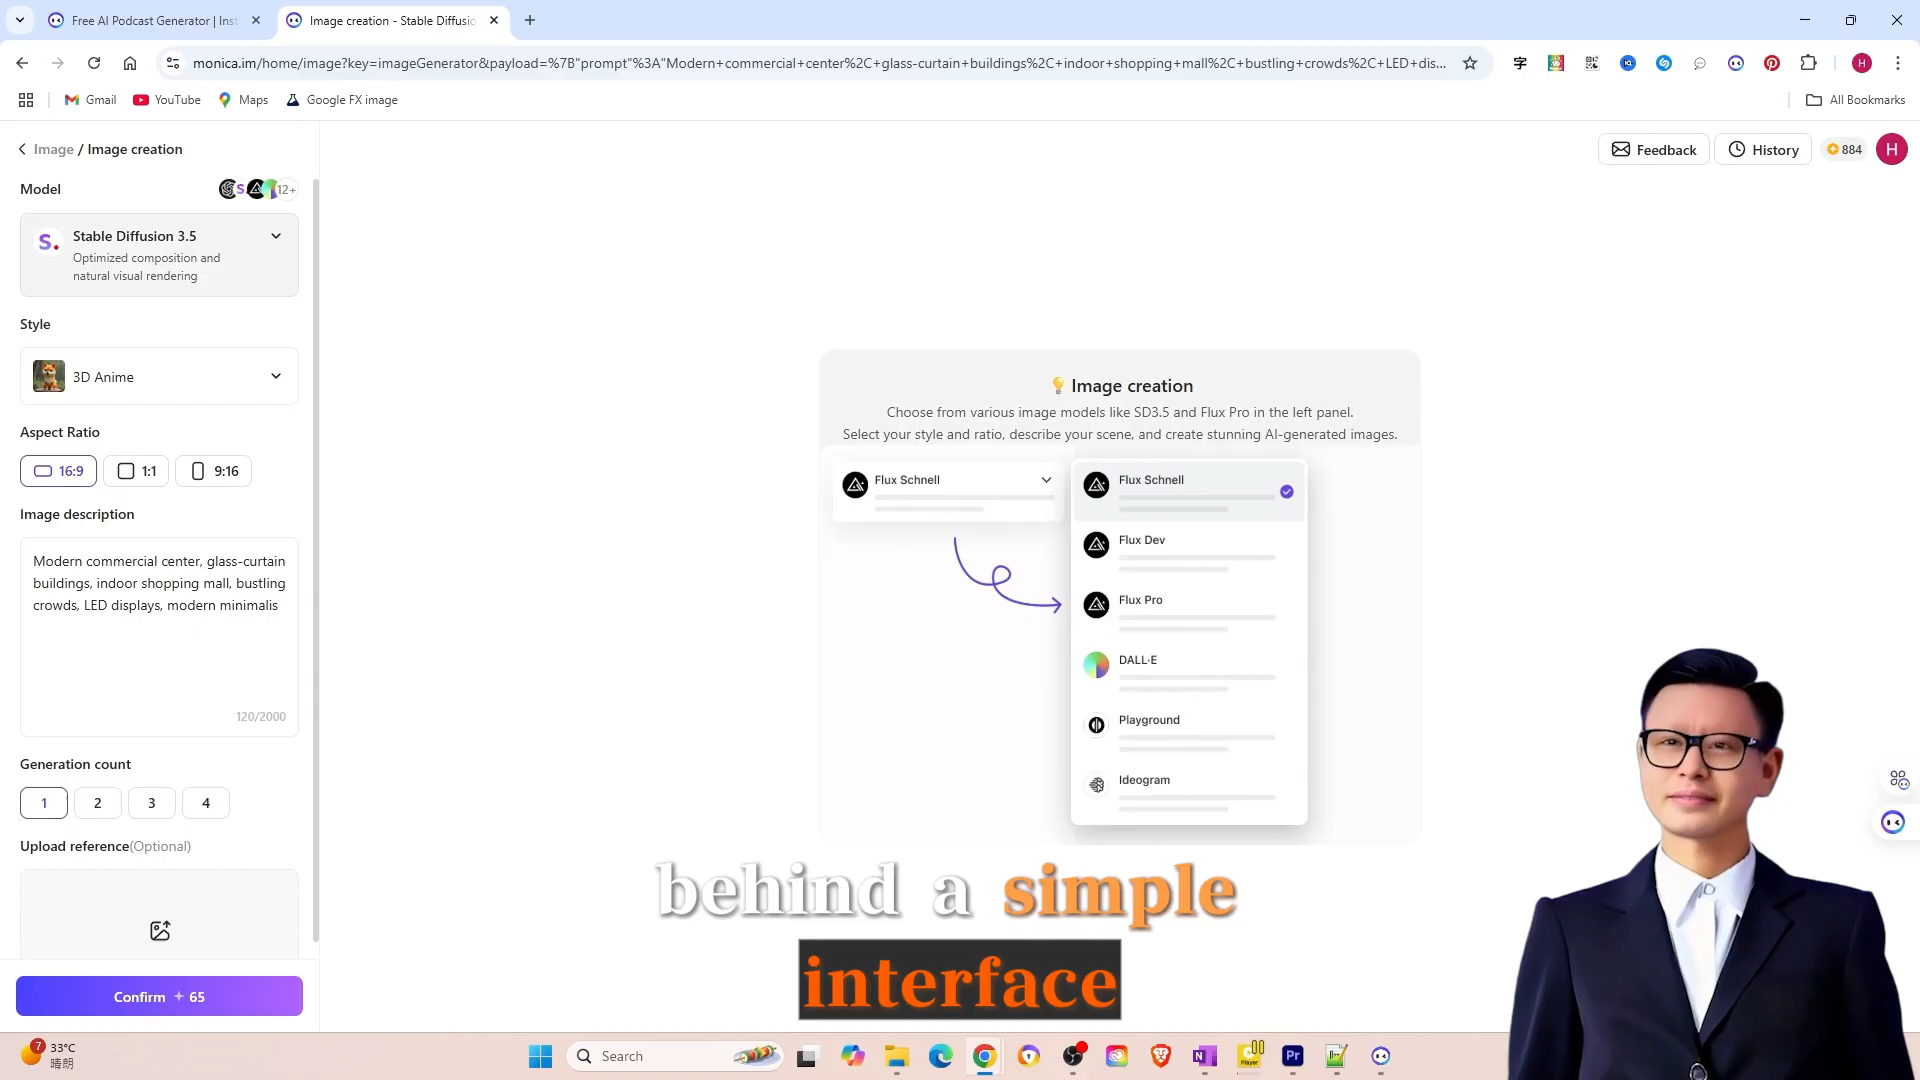 Free AI Podcast Generator | Inst
Image creation - Stable Diffusio
monica.im/home/image?key=imageGenerator&payload=%7B"prompt"%3A"Modern+commercial+center%2C+glass-curtain+buildings%2C+indoor+shopping+mall%2C+bustling+crowds%2C+LED+dis...
字
H
Gmail
YouTube
Maps
Google FX image
All Bookmarks
Image / Image creation
Feedback
History
884
H
Model
S.
12+
S.
Stable Diffusion 3.5
Optimized composition and
natural visual rendering
Style
3D Anime
Aspect Ratio
16:9
1:1
9:16
Image description
Modern commercial center, glass-curtain
buildings, indoor shopping mall, bustling
crowds, LED displays, modern minimalis
120/2000
Generation count
1
2
3
4
Upload reference(Optional)
Confirm
65
Image creation
Choose from various image models like SD3.5 and Flux Pro in the left panel.
Select your style and ratio, describe your scene, and create stunning AI-generated images.
Flux Schnell
Flux Schnell
Flux Dev
Flux Pro
DALL·E
Playground
Ideogram
behind a simple
interface
7
33°C
晴朗
Search
N
Player
Pr